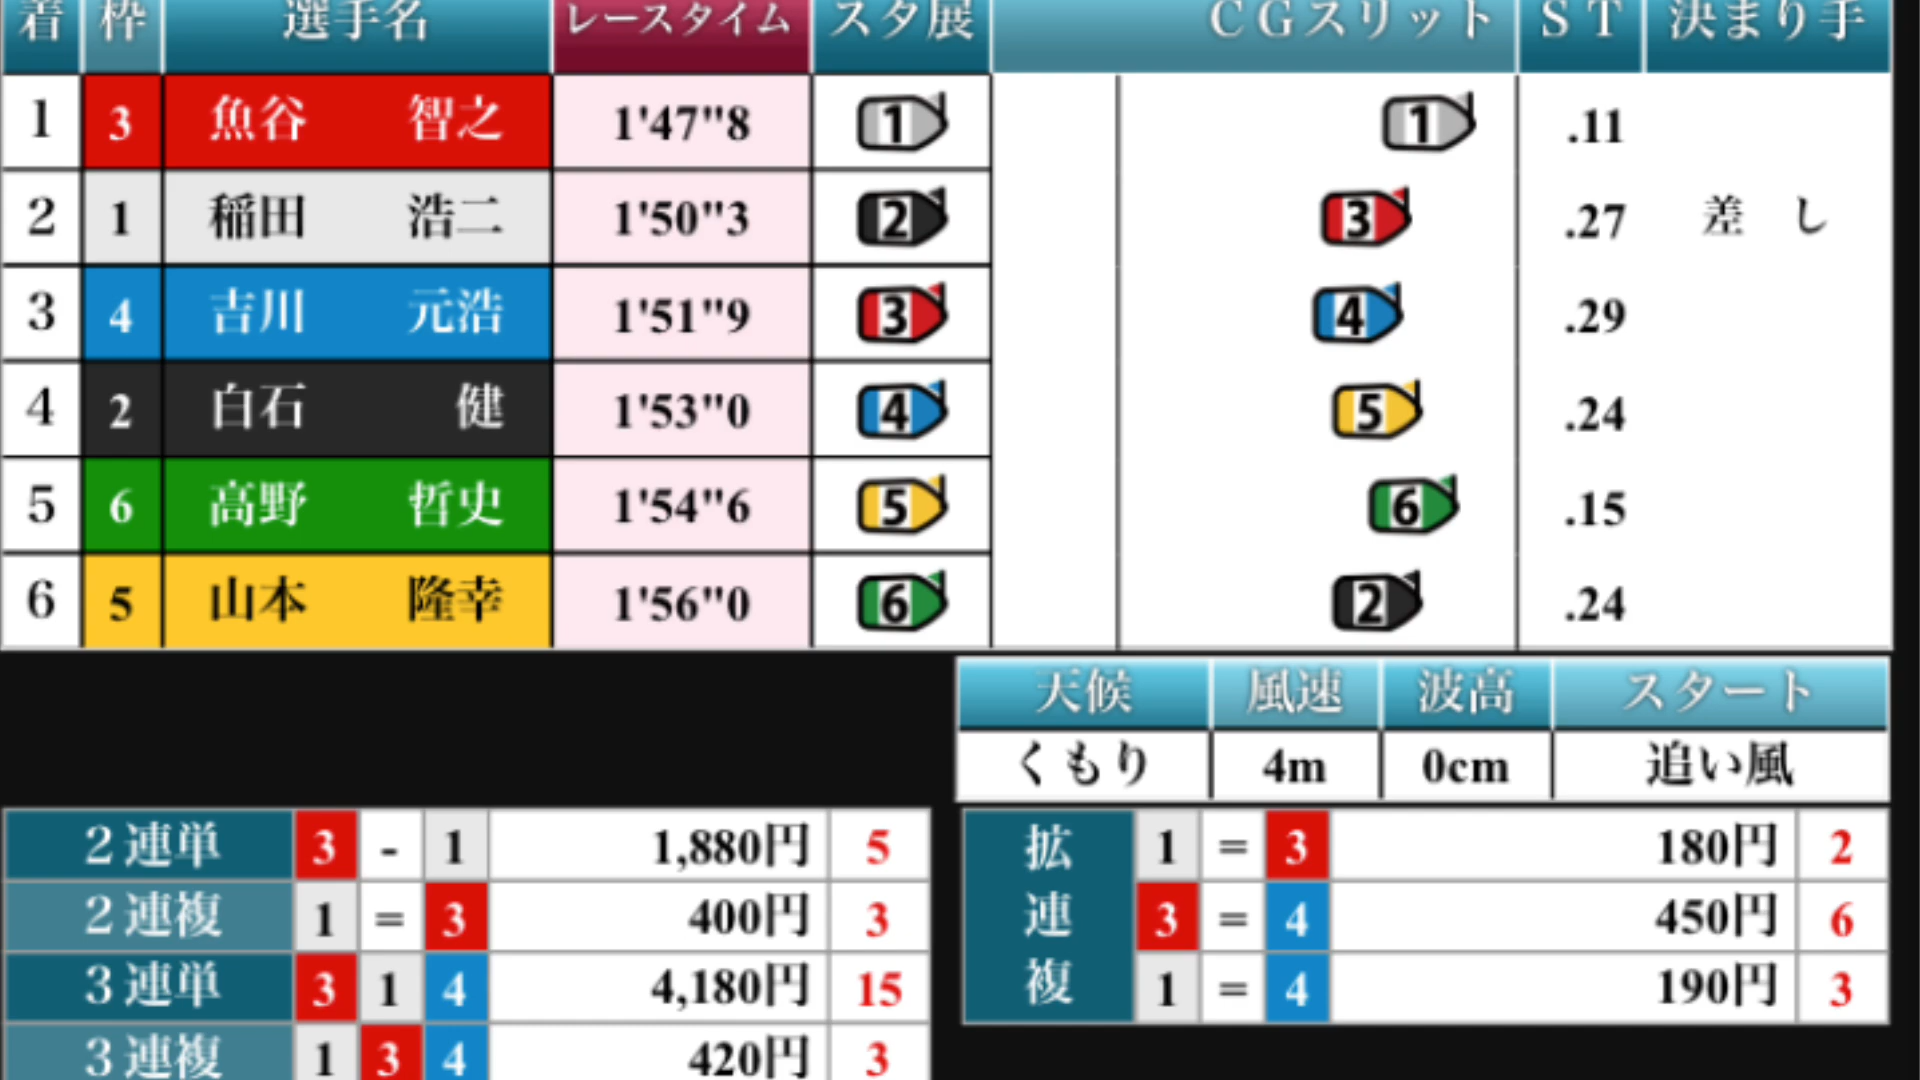 着 枠 選手名 レースタイム スタ展 CGスリット ST 決まり手
1 3 魚谷 智之 1'47"8 1 1 .11
2 1 稲田 浩二 1'50"3 2 3 .27 差 し
3 4 吉川 元浩 1'51"9 3 4 .29
4 2 白石 健 1'53"0 4 5 .24
5 6 高野 哲史 1'54"6 5 6 .15
6 5 山本 隆幸 1'56"0 6 2 .24
天候 風速 波高 スタート
くもり 4m 0cm 追い風
2連単 3 - 1 1,880円 5
2連複 1 = 3 400円 3
3連単 3 1 4 4,180円 15
3連複 1 3 4 420円 3
拡連複
1 = 3 180円 2
3 = 4 450円 6
1 = 4 190円 3